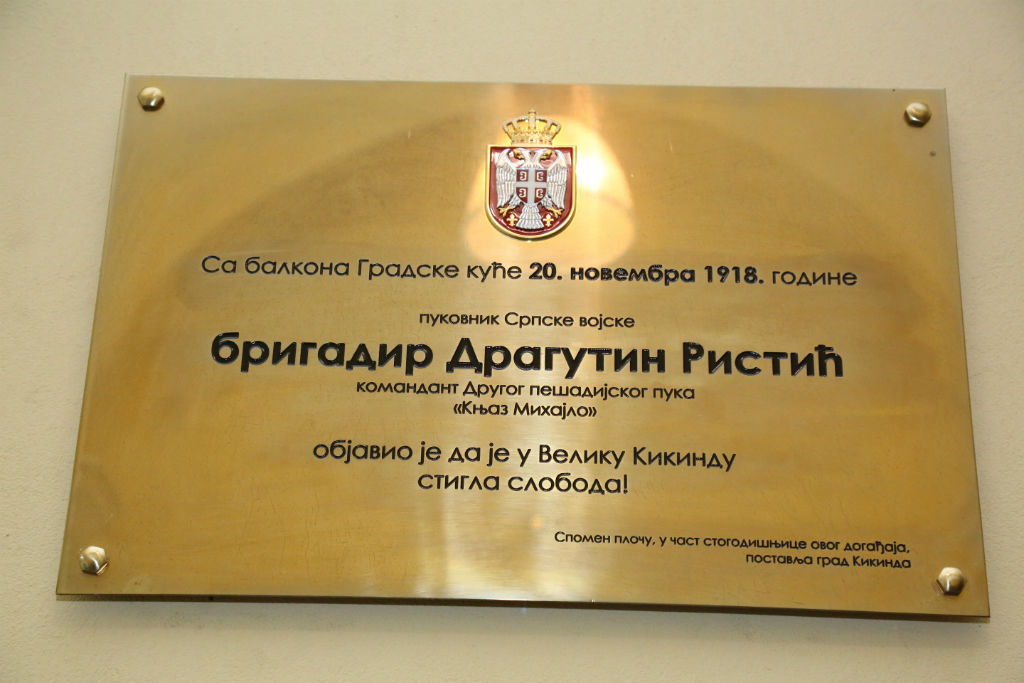 Са балкона Градске куће 20. новембра 1918. године
пуковник Српске војске
бригадир Драгутин Ристић
командант Другог пешадијског пука
«Књаз Михајло»
објавио је да је у Велику Кикинду
стигла слобода!
Спомен плочу, у част стогодишњице овог догађаја,
поставља град Кикинда